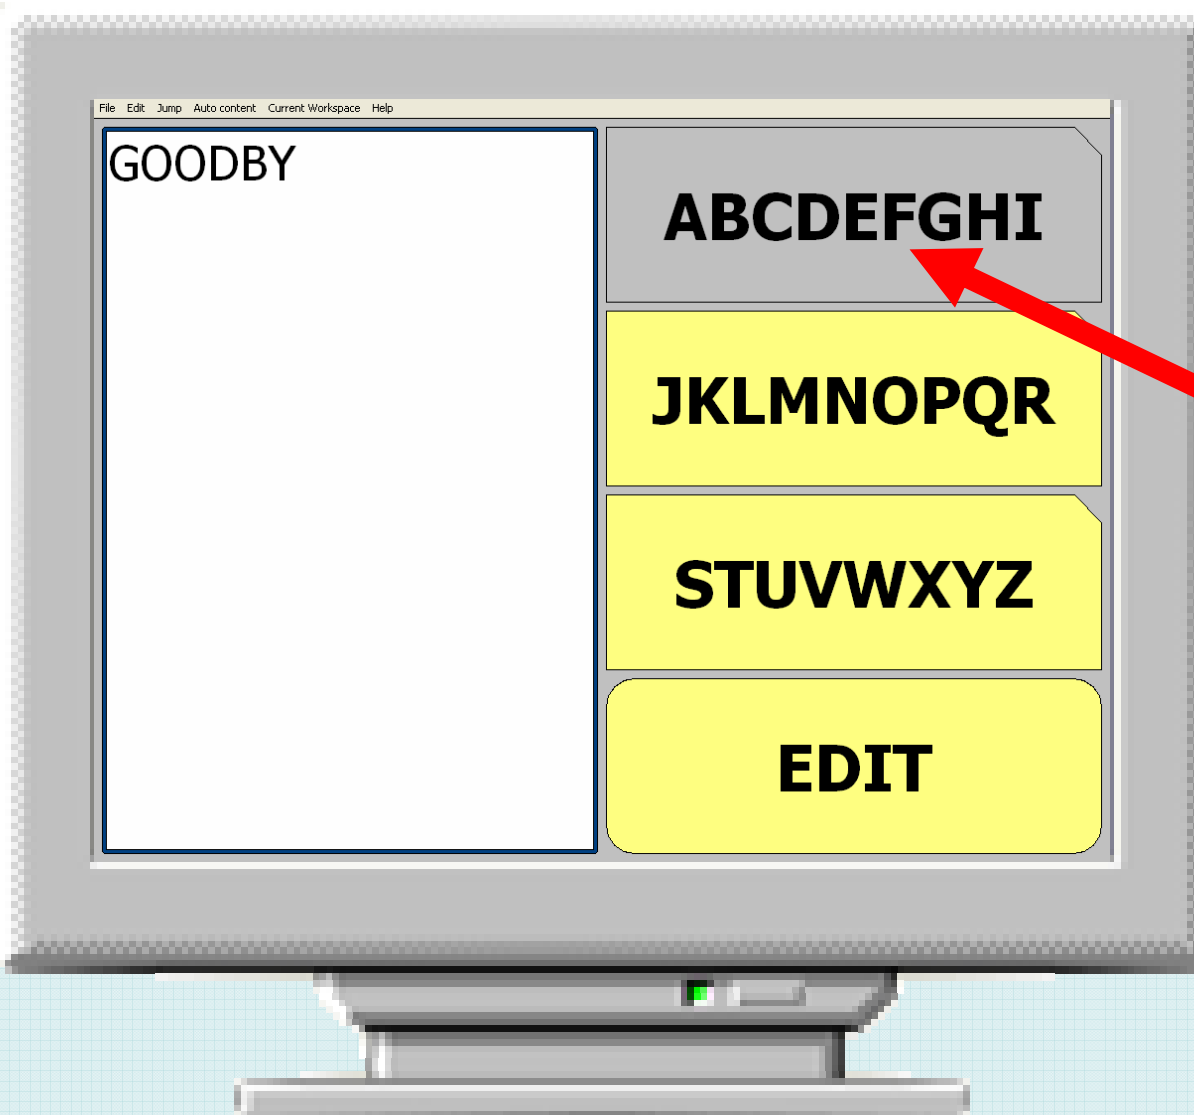 File Edit Jump Auto content Current Workspace Help
GOODBY
ABCDEFGHI
JKLMNOPQR
STUVWXYZ
EDIT